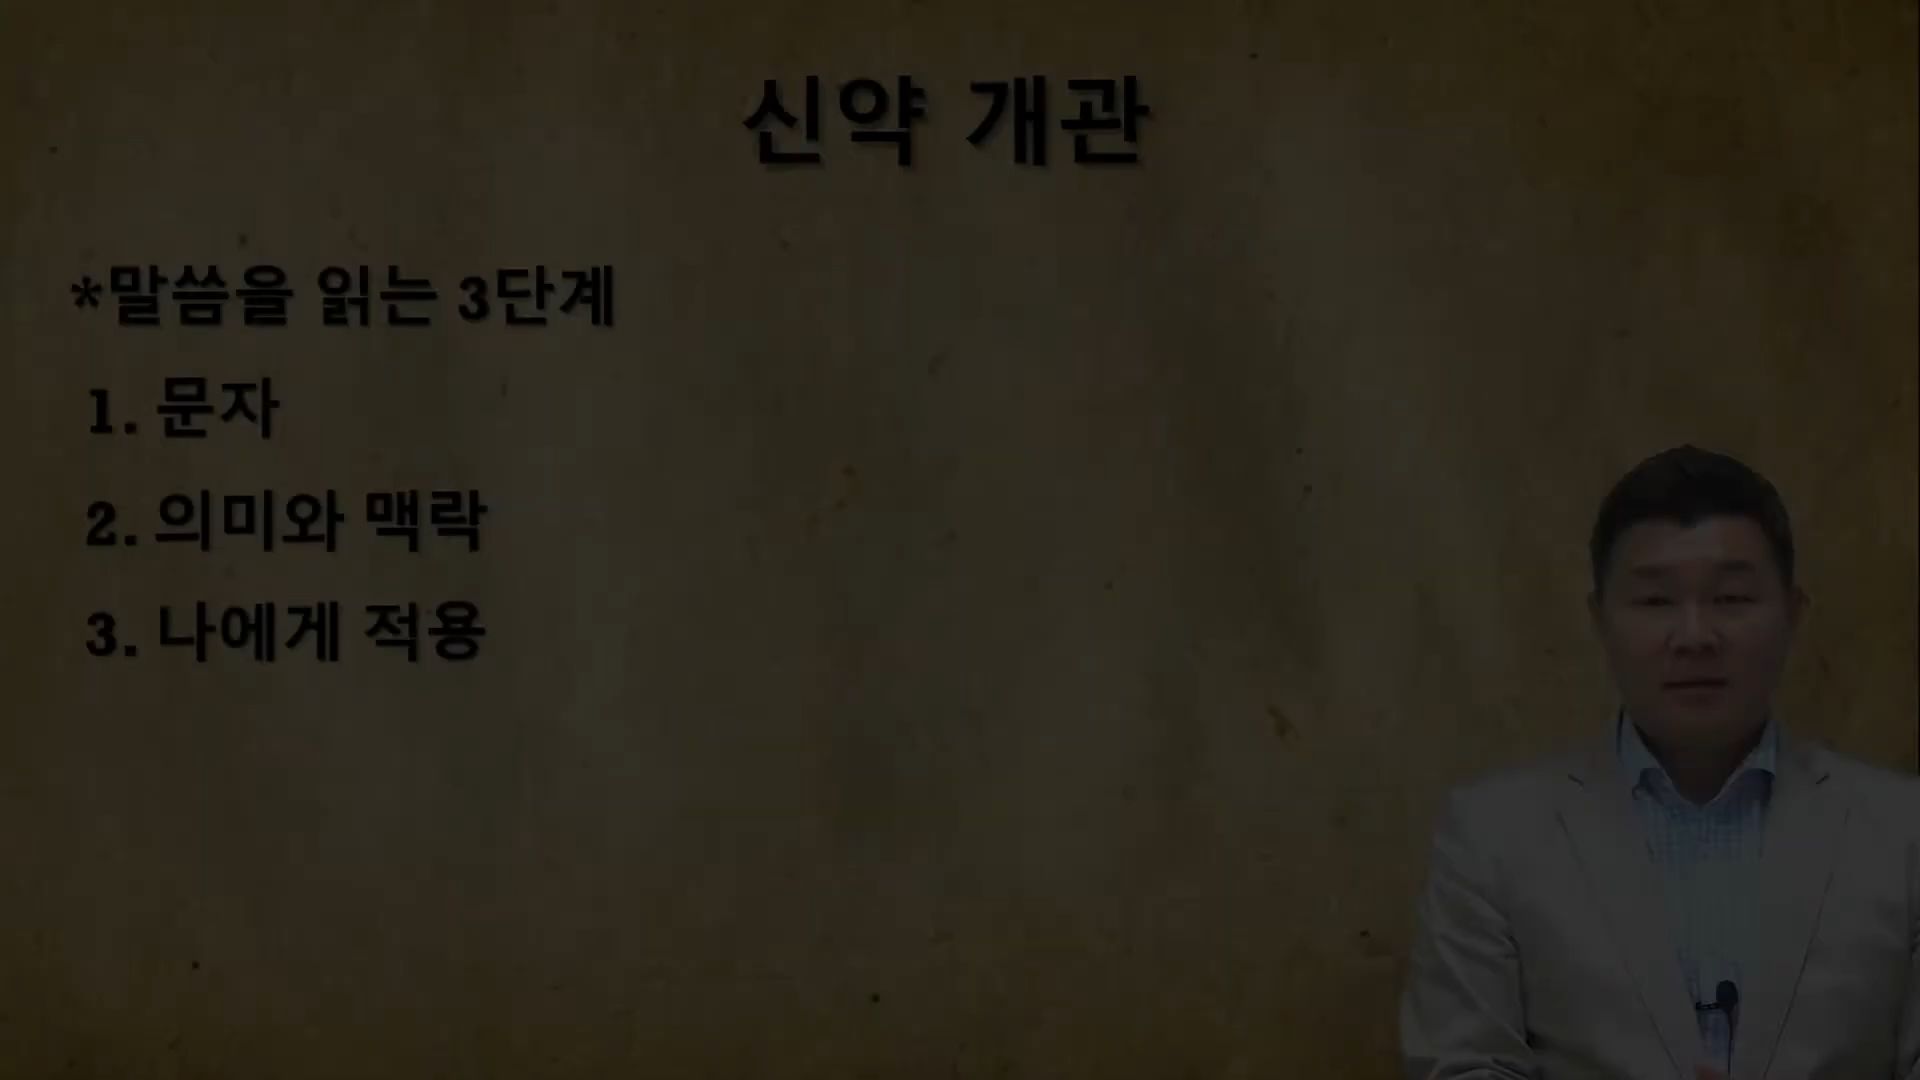 신약 개관
*말씀을 읽는 3단계
1. 문자
2. 의미와 맥락
3. 나에게 적용